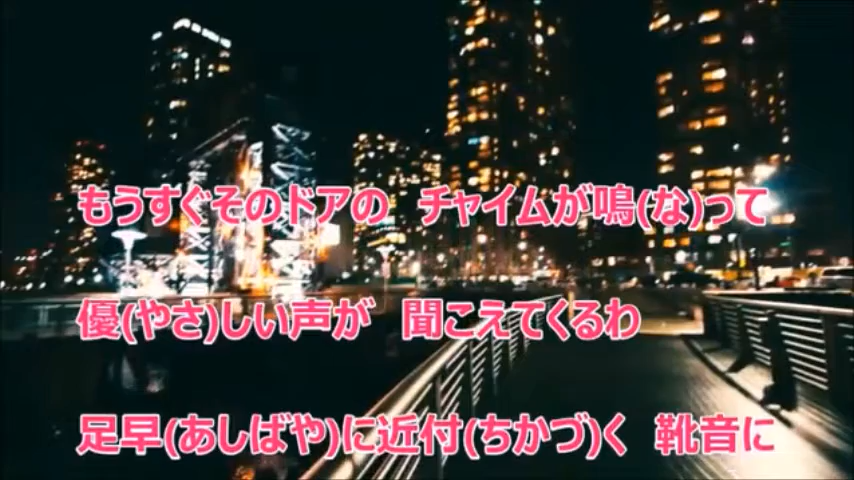 もうすぐそのドアの　チャイムが鳴(な)って
優(やさ)しい声が　聞こえてくるわ
足早(あしばや)に近付(ちかづ)く　靴音に